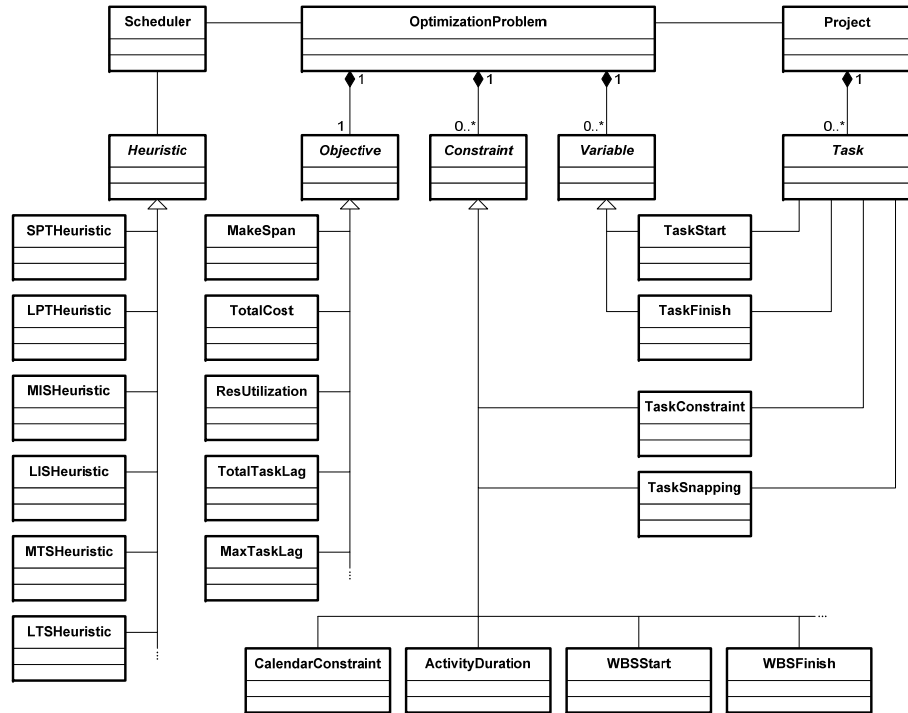 Scheduler
OptimizationProblem
Project
1
1
1
1
1
0..*
0..*
0..*
Heuristic
Objective
Constraint
Variable
Task
SPTHeuristic
MakeSpan
TaskStart
LPTHeuristic
TotalCost
TaskFinish
MISHeuristic
ResUtilization
TaskConstraint
LISHeuristic
TotalTaskLag
TaskSnapping
MTSHeuristic
MaxTaskLag
...
...
LTSHeuristic
...
CalendarConstraint
ActivityDuration
WBSStart
WBSFinish